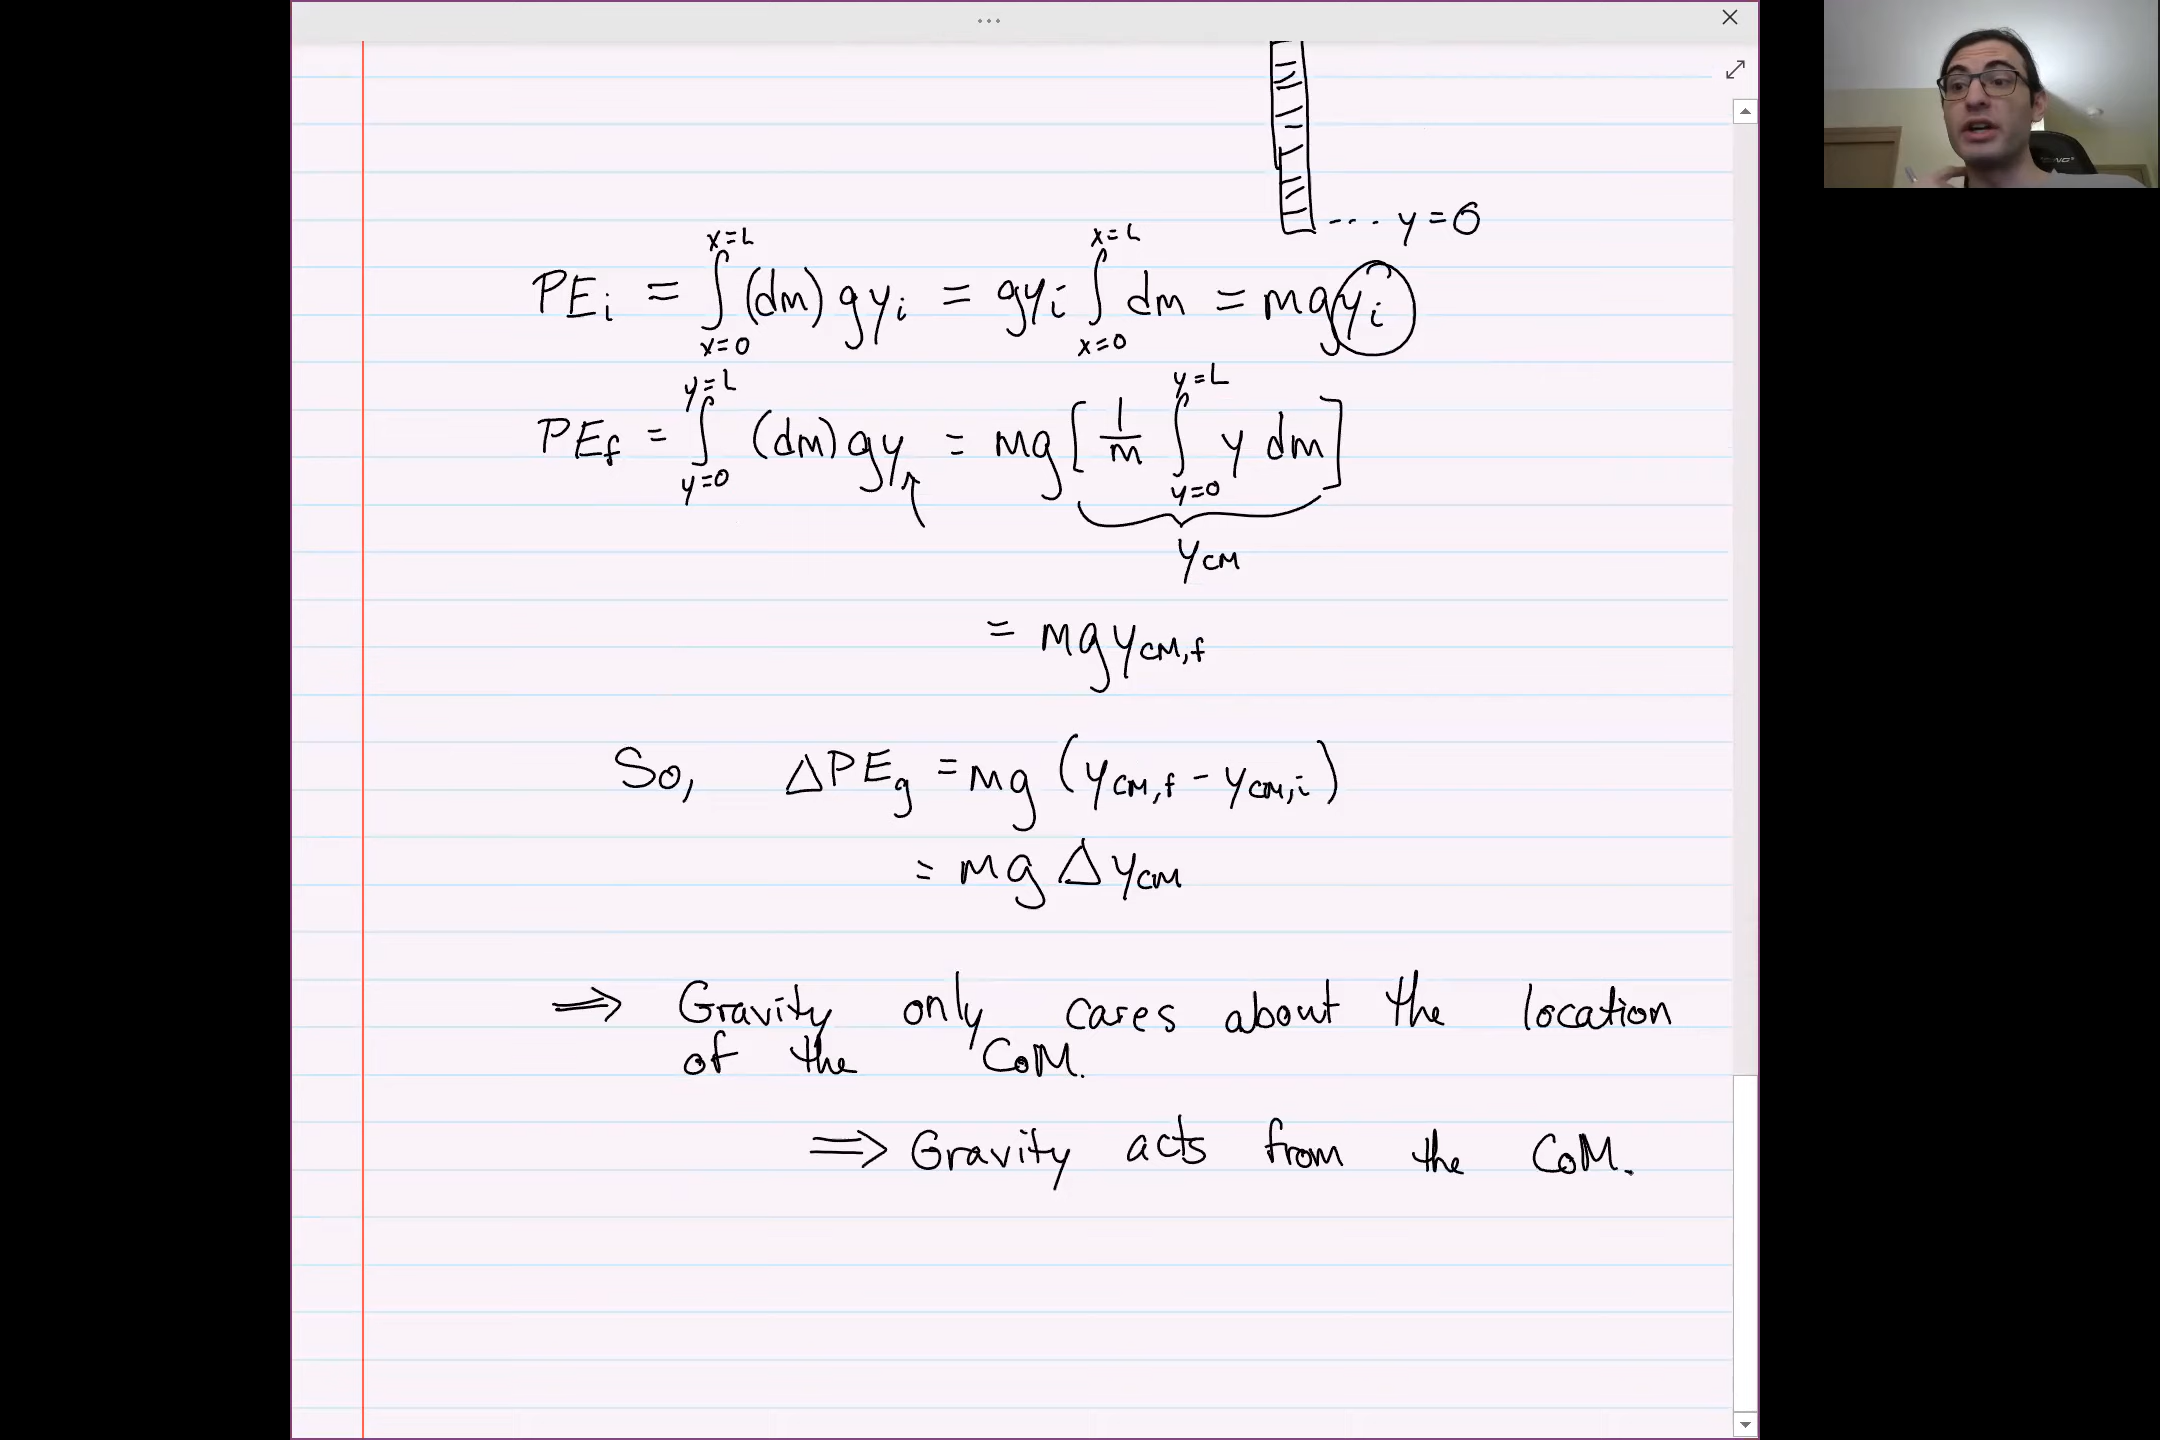 ... y = 0
x=L x=L
PEi = ∫ (dm) g yi = g yi ∫ dm = mg yi
x=0 x=0
y=L y=L
PEf = ∫ (dm) g y = mg [ 1/m ∫ y dm ]
y=0 y=0
yCM
= mg yCM,f
So, ΔPEg = mg (yCM,f - yCM,i)
= mg Δ yCM
⇒ Gravity only cares about the location
of the CoM.
⇒ Gravity acts from the CoM.